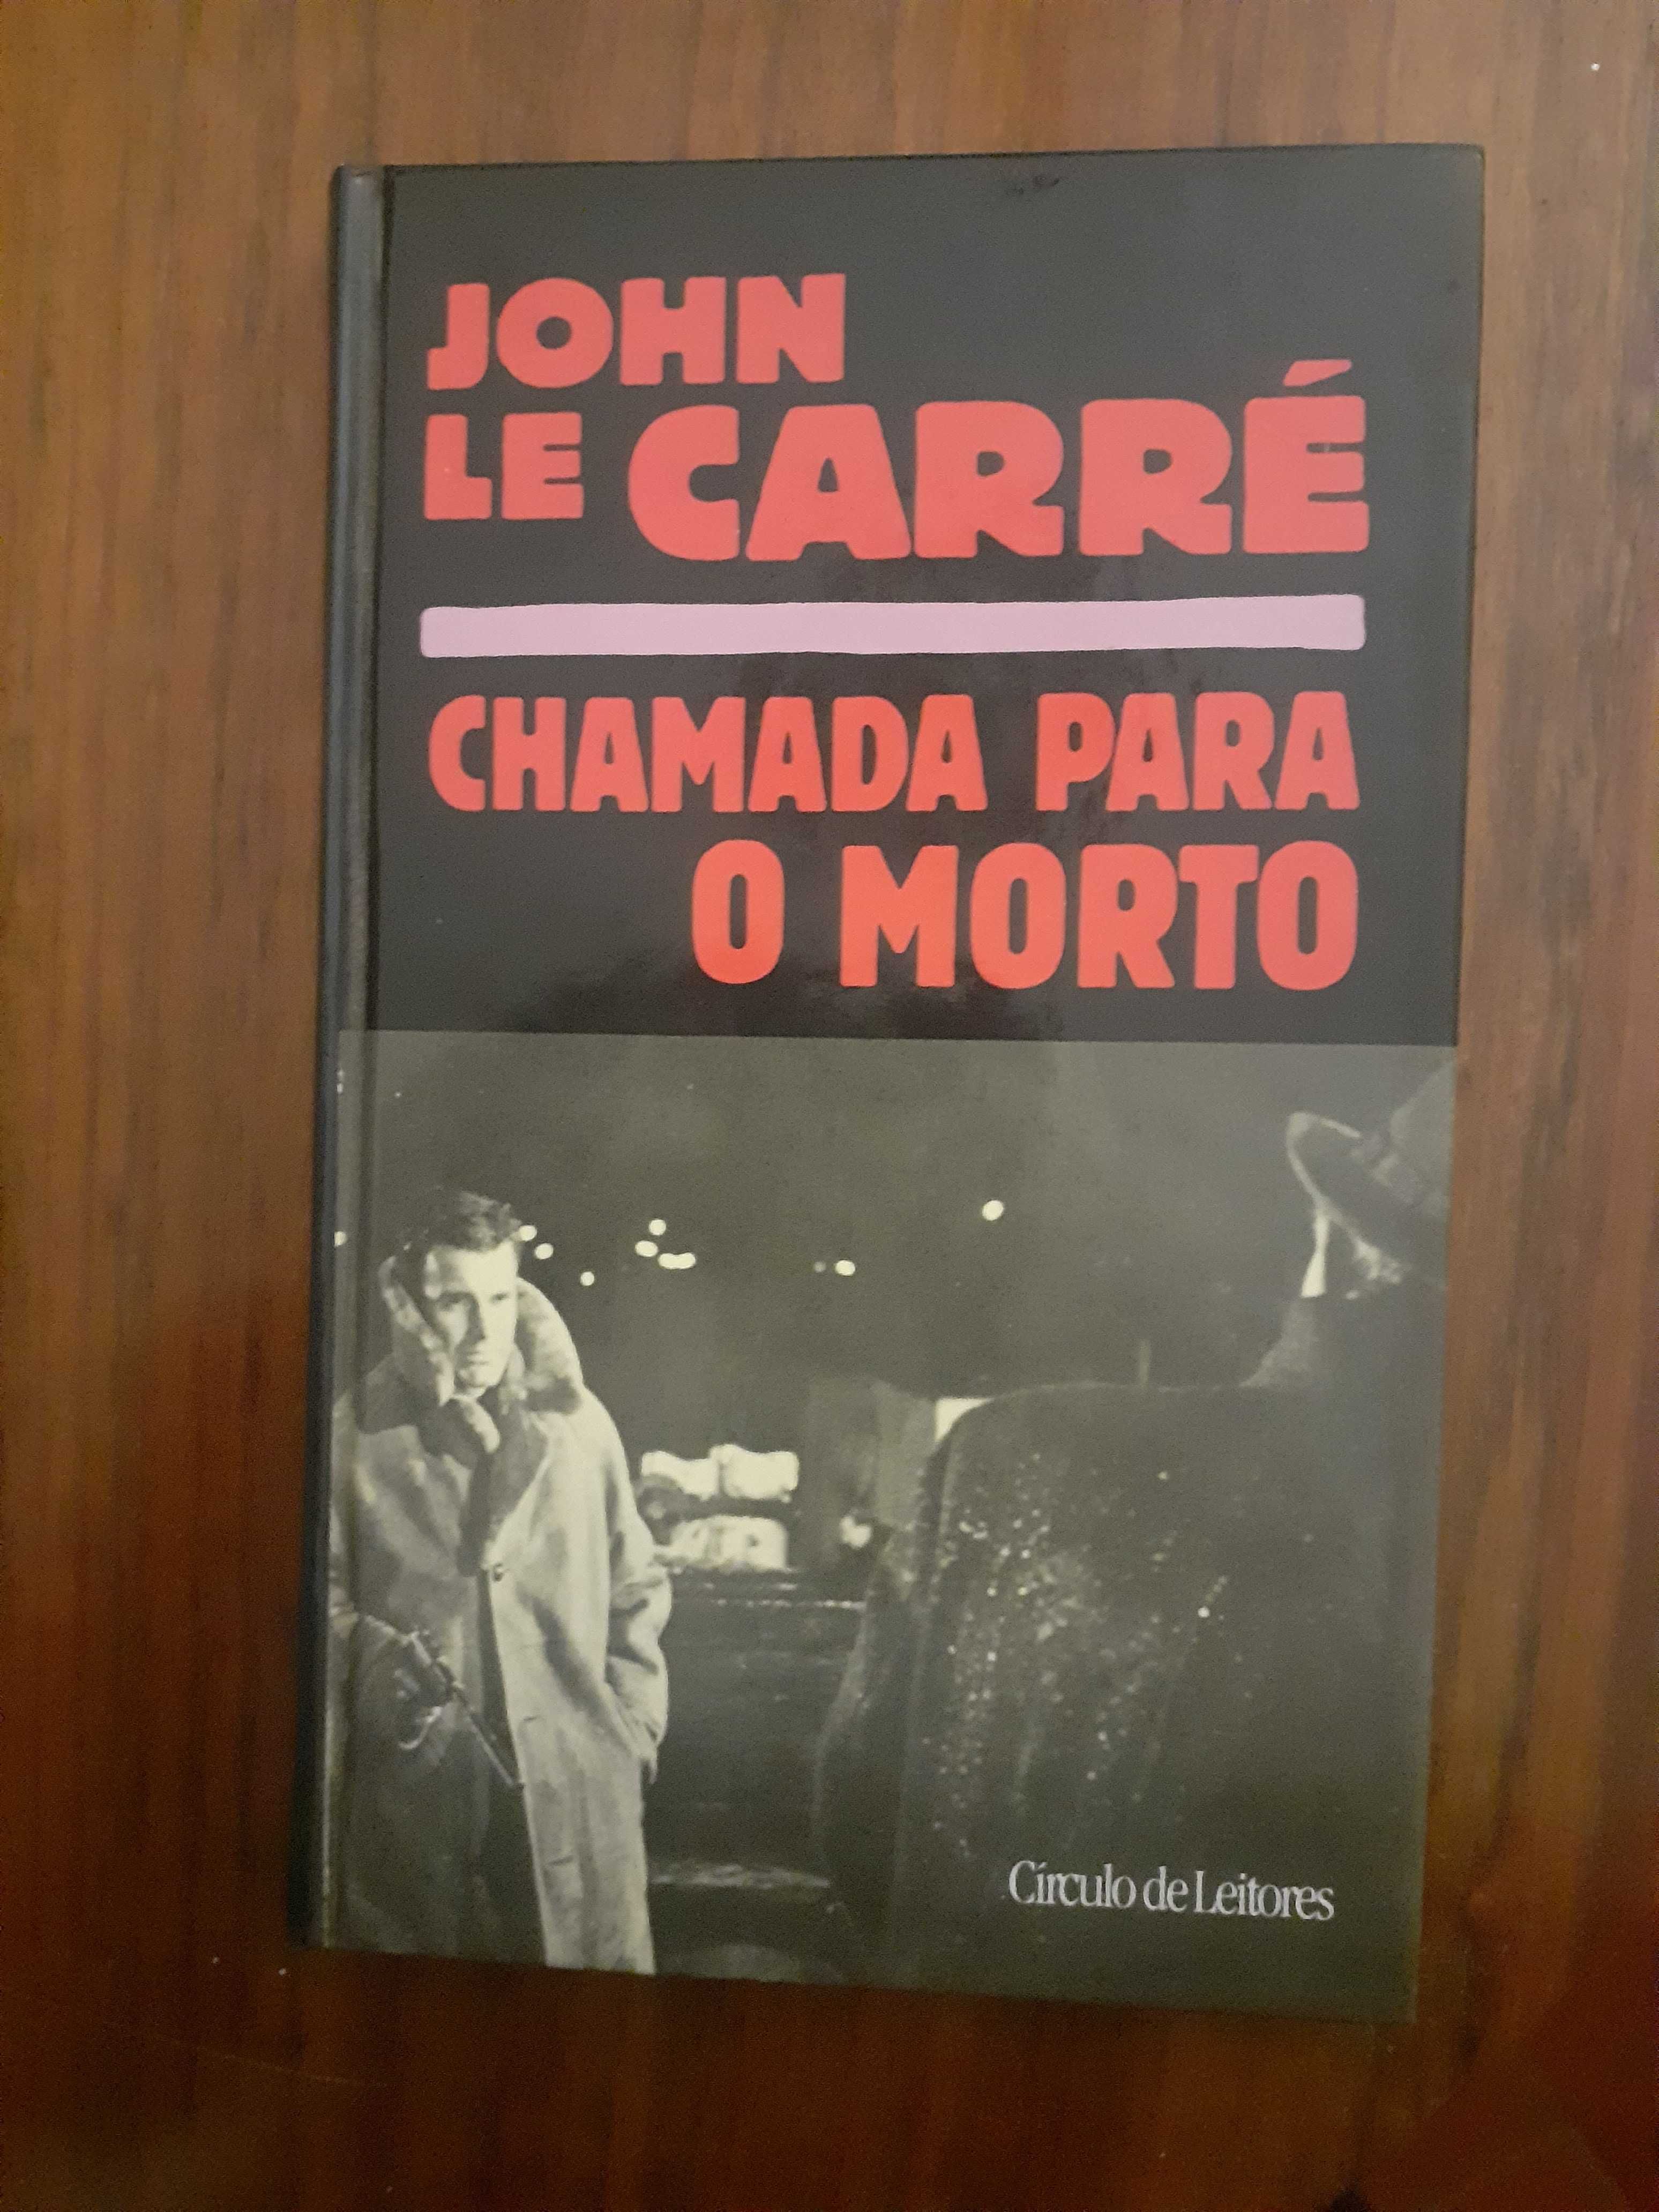 JOHN
LE CARRÉ
CHAMADA PARA
O MORTO
Círculo de Leitores